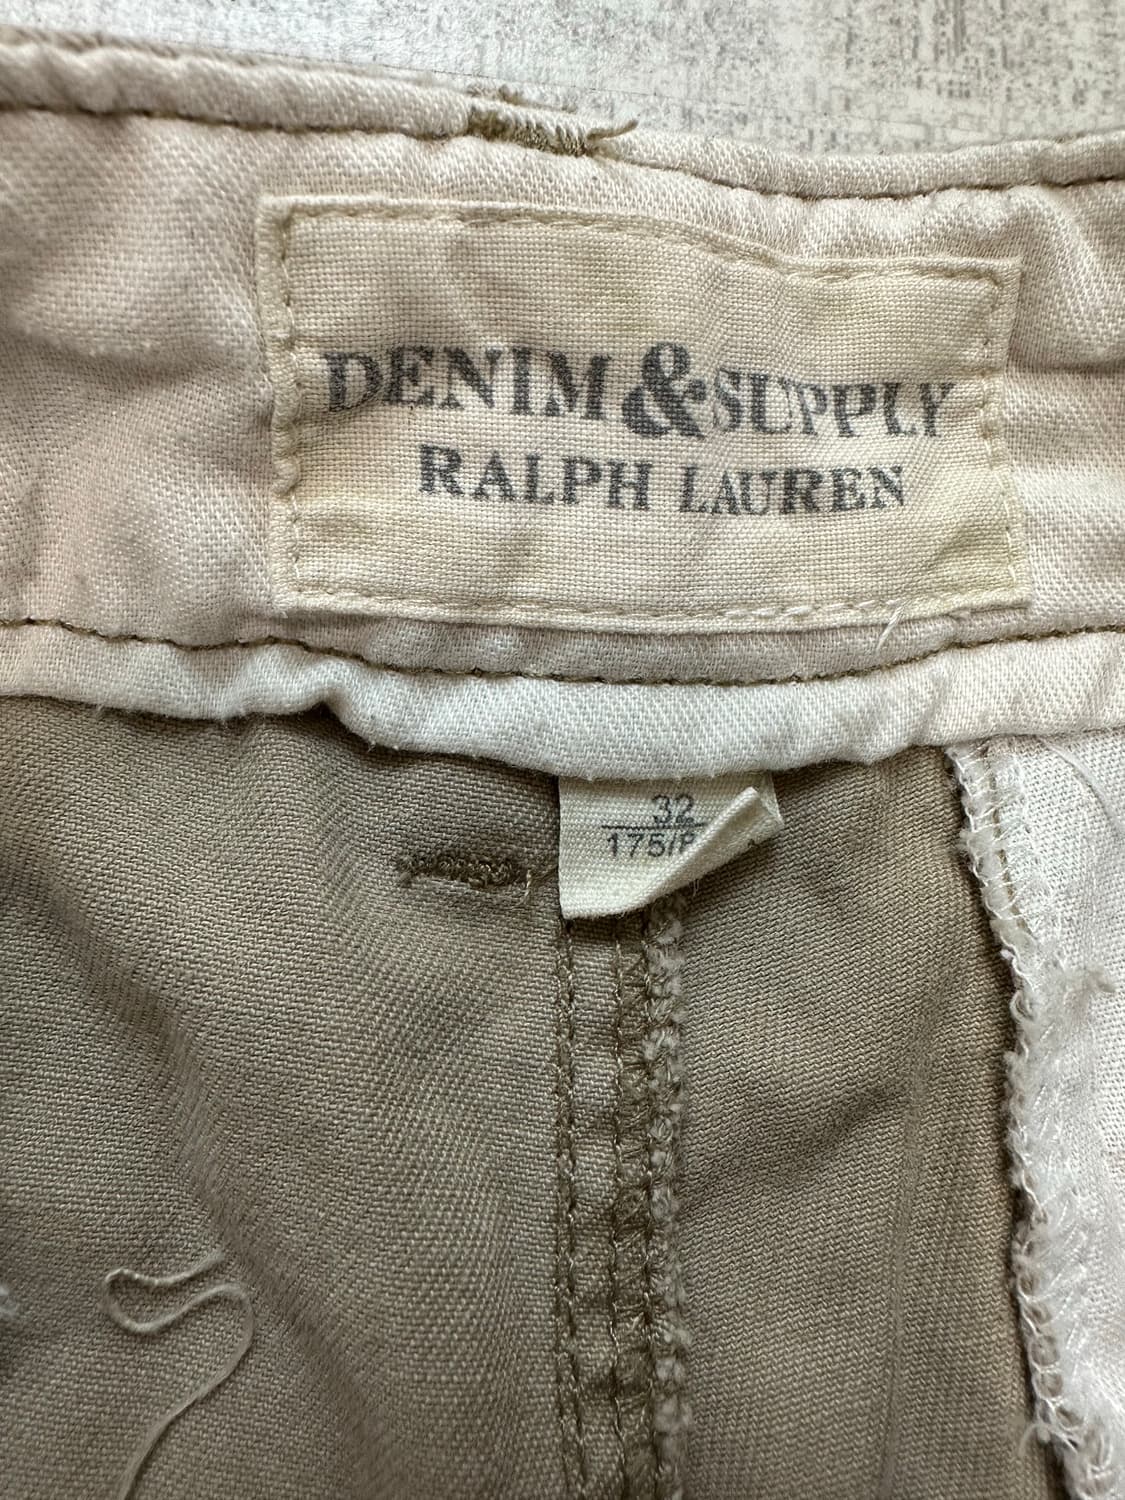 DENIM & SUPPLY
RALPH LAUREN
32
175/